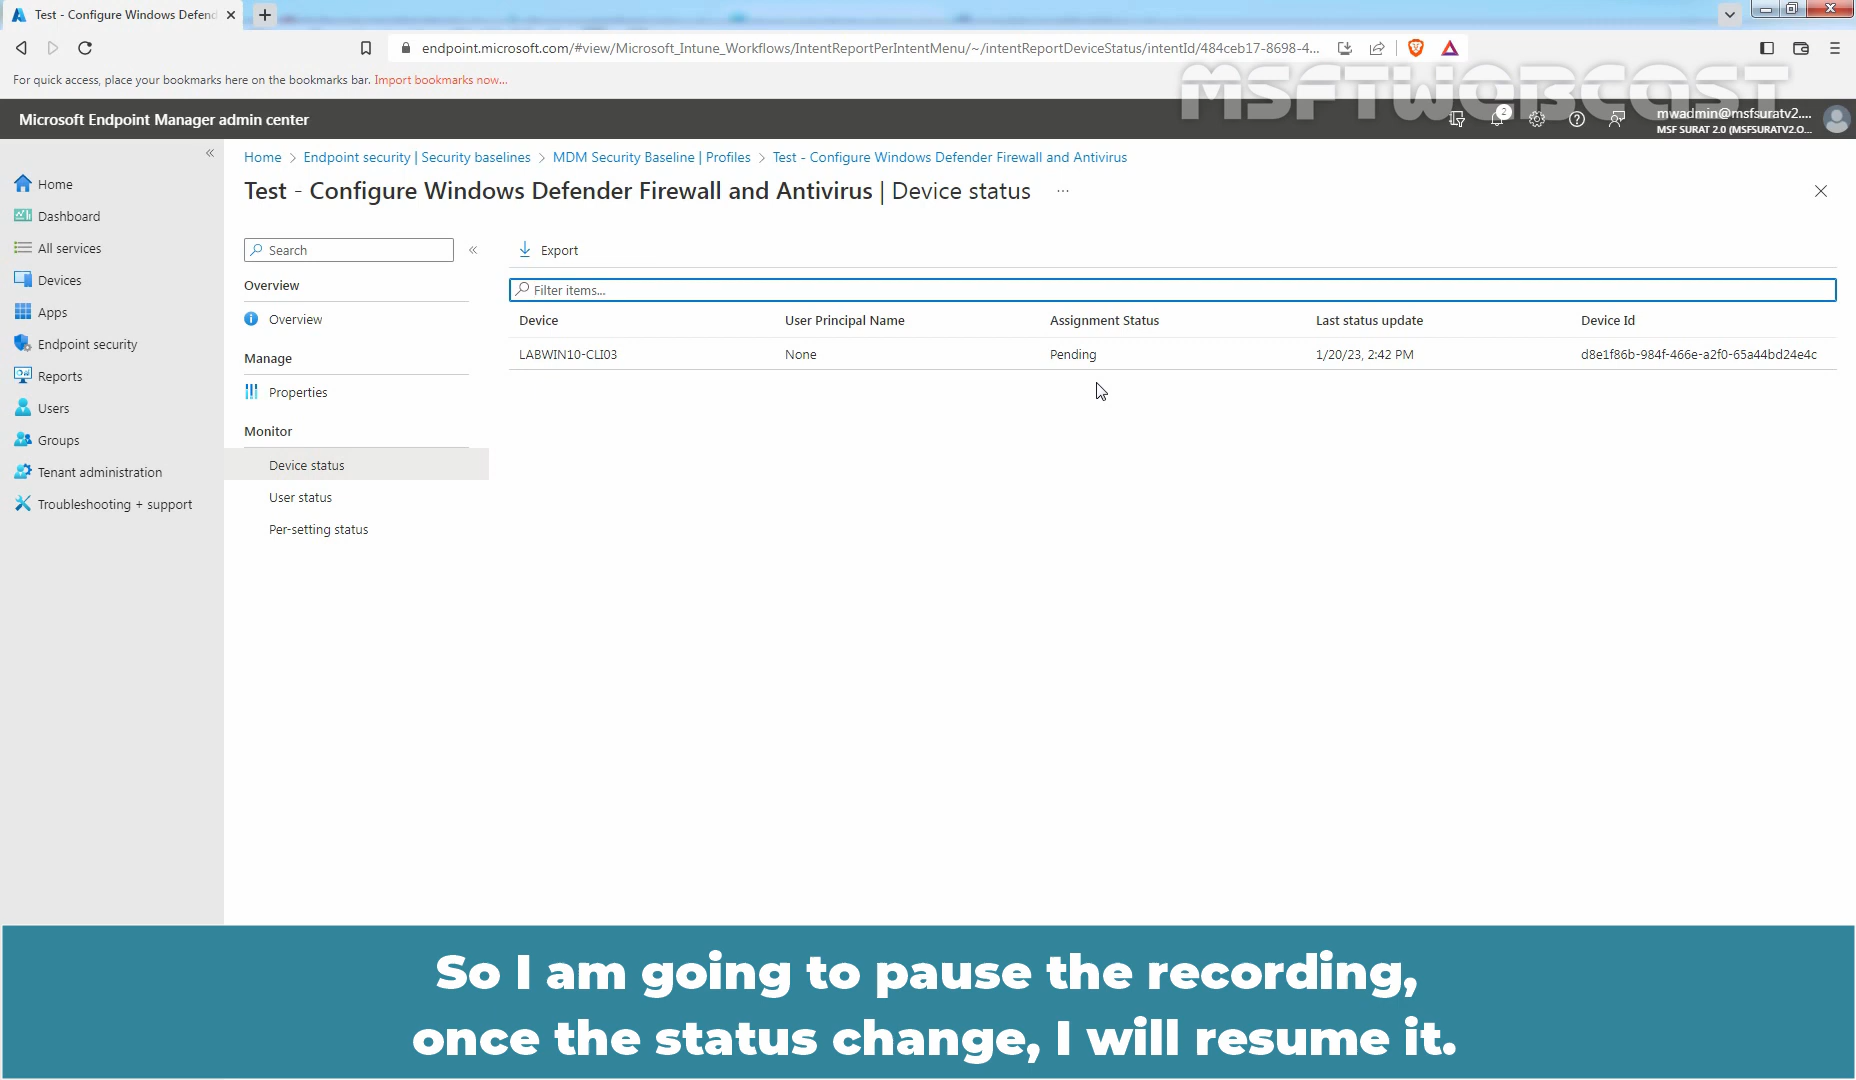 Test - Configure Windows Defend
endpoint.microsoft.com/#view/Microsoft_Intune_Workflows/IntentReportPerIntentMenu/~/intentReportDeviceStatus/intentId/484ceb17-8698-4...
For quick access, place your bookmarks here on the bookmarks bar. Import bookmarks now...
MSFTWEBCAST
Microsoft Endpoint Manager admin center
2
mwadmin@msfsuratv2....
MSF SURAT 2.0 (MSFSURATV2.O...
Home > Endpoint security | Security baselines > MDM Security Baseline | Profiles > Test - Configure Windows Defender Firewall and Antivirus
Test - Configure Windows Defender Firewall and Antivirus | Device status ...
Home
Dashboard
All services
Devices
Apps
Endpoint security
Reports
Users
Groups
Tenant administration
Troubleshooting + support
Search
Overview
Overview
Manage
Properties
Monitor
Device status
User status
Per-setting status
Export
Filter items...
Device User Principal Name Assignment Status Last status update Device Id
LABWIN10-CLI03 None Pending 1/20/23, 2:42 PM d8e1f86b-984f-466e-a2f0-65a44bd24e4c
So I am going to pause the recording,
once the status change, I will resume it.